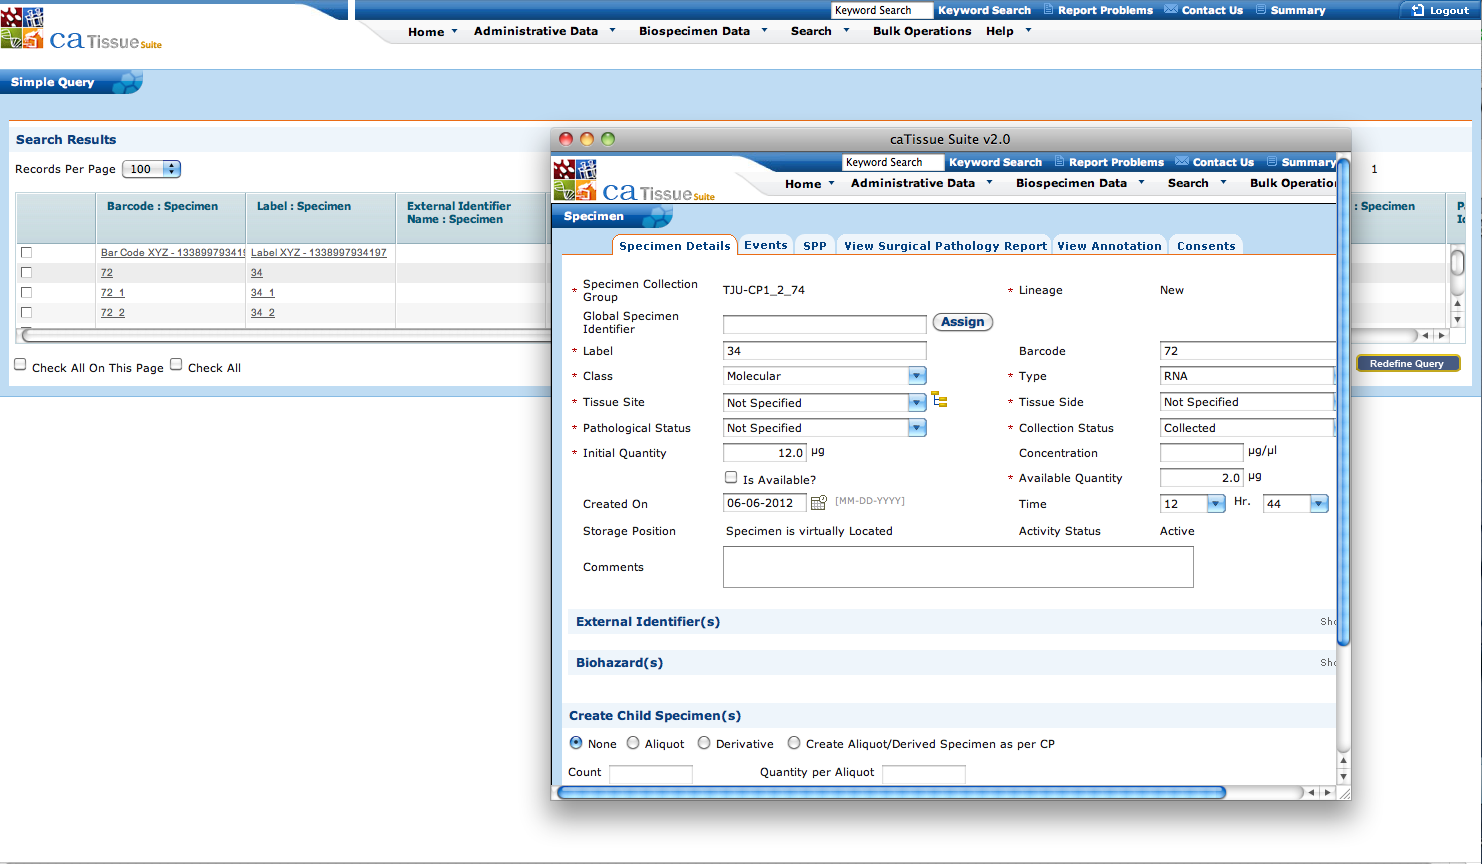 Keyword Search Keyword Search Report Problems Contact Us Summary Logout
Home Administrative Data Biospecimen Data Search Bulk Operations Help
ca Tissue Suite
Simple Query
Search Results
Records Per Page 100
1
Barcode : Specimen Label : Specimen External Identifier Name : Specimen : Specimen
Bar Code XYZ - 133899793419 Label XYZ - 1338997934197
72 34
72_1 34_1
72_2 34_2
Check All On This Page Check All
Redefine Query
caTissue Suite v2.0
Keyword Search Keyword Search Report Problems Contact Us Summary
Home Administrative Data Biospecimen Data Search Bulk Operatio
ca Tissue Suite
Specimen
Specimen Details Events SPP View Surgical Pathology Report View Annotation Consents
* Specimen Collection Group TJU-CP1_2_74 * Lineage New
Global Specimen Identifier Assign
* Label 34 Barcode 72
* Class Molecular * Type RNA
* Tissue Site Not Specified * Tissue Side Not Specified
* Pathological Status Not Specified * Collection Status Collected
* Initial Quantity 12.0 µg Concentration µg/µl
Is Available? * Available Quantity 2.0 µg
Created On 06-06-2012 [MM-DD-YYYY] Time 12 Hr. 44
Storage Position Specimen is virtually Located Activity Status Active
Comments
External Identifier(s) Sho
Biohazard(s) Sho
Create Child Specimen(s)
None Aliquot Derivative Create Aliquot/Derived Specimen as per CP
Count Quantity per Aliquot